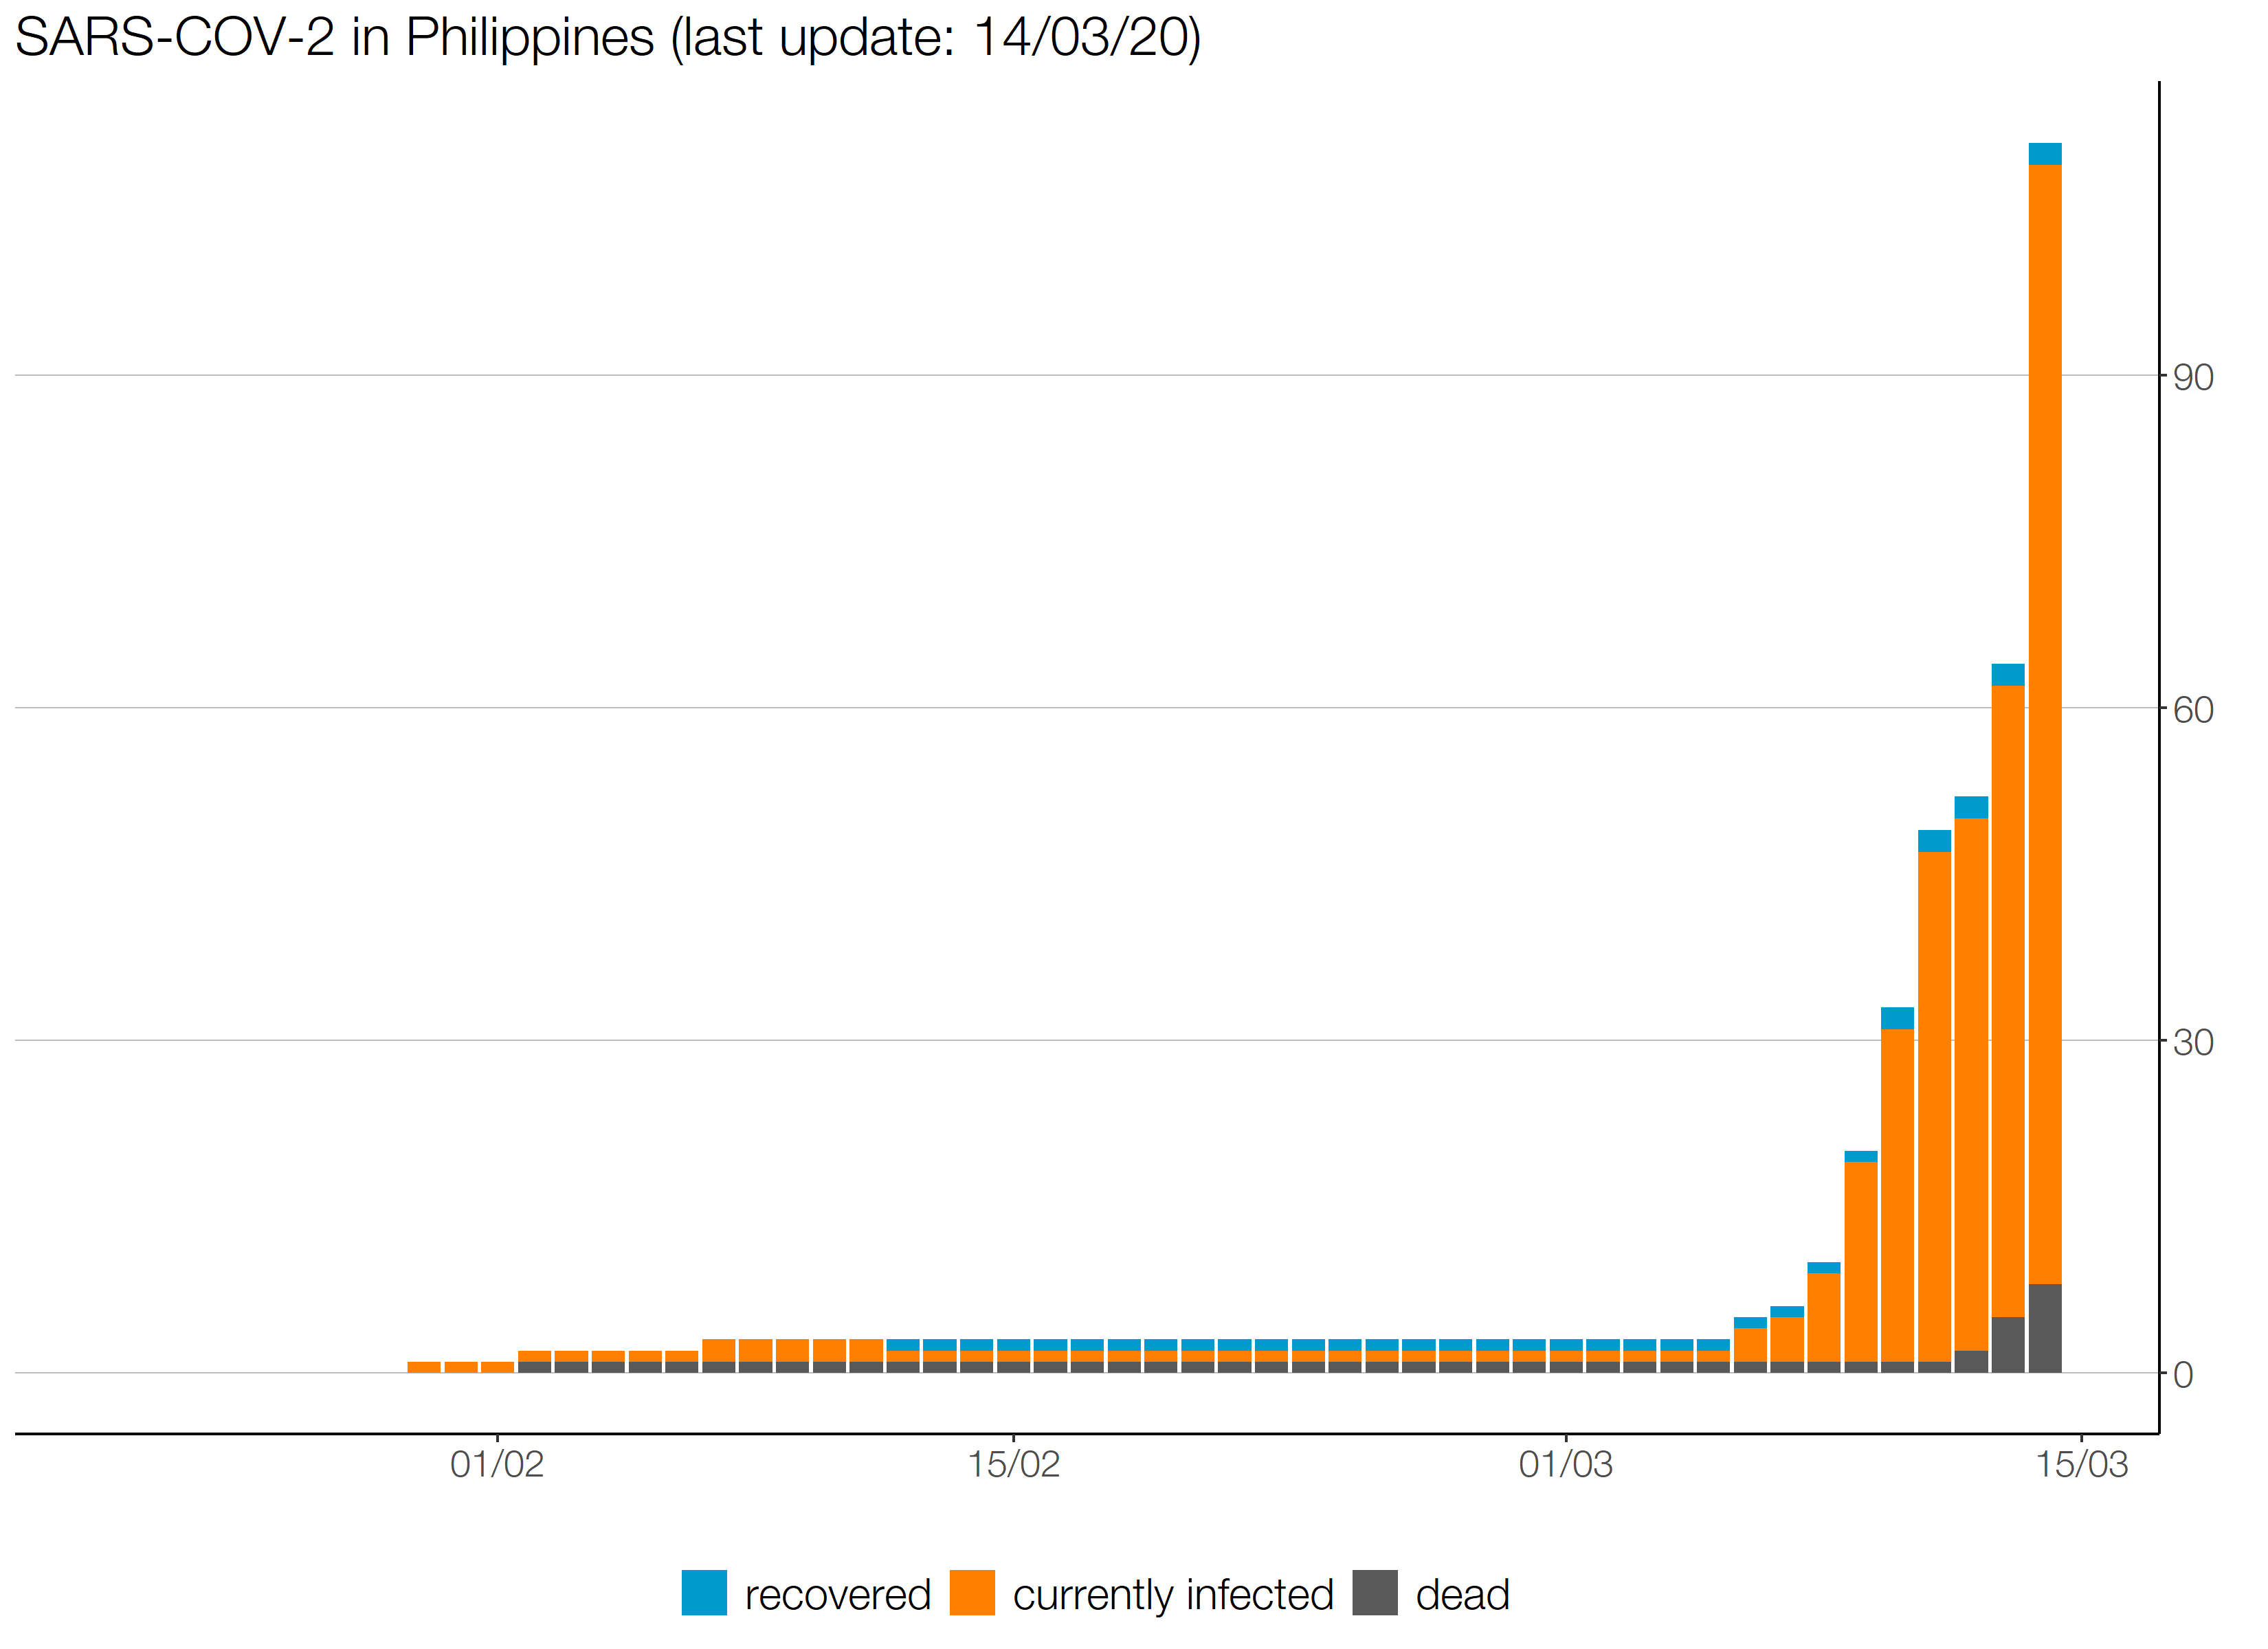 SARS-COV-2 in Philippines (last update: 14/03/20)
90
60
30
0
01/02 15/02 01/03 15/03
recovered currently infected dead